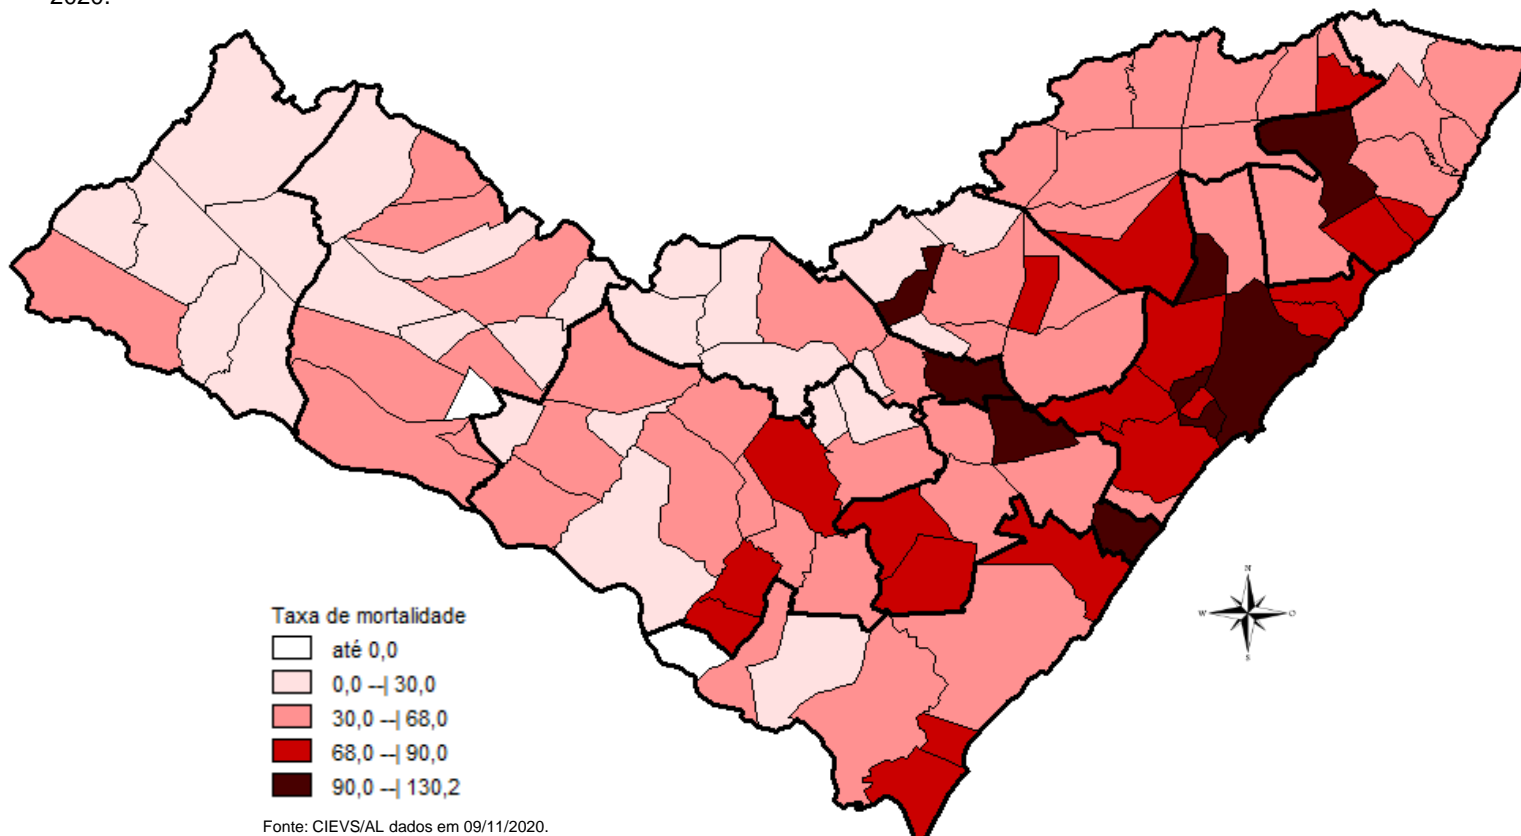 2020.
N
W
O
S
Taxa de mortalidade
até 0,0
0,0 --| 30,0
30,0 --| 68,0
68,0 --| 90,0
90,0 --| 130,2
Fonte: CIEVS/AL dados em 09/11/2020.